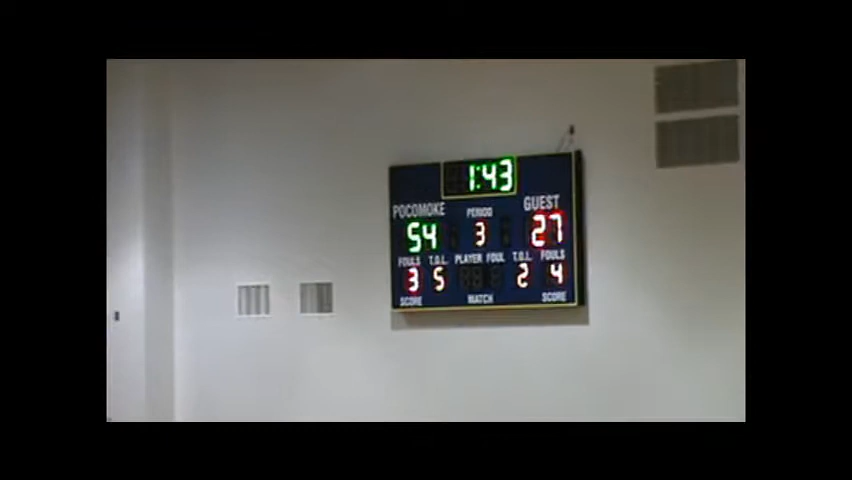 1:43
POCOMOKE PERIOD GUEST
54 3 27
FOULS T.O.L. PLAYER FOUL T.O.L. FOULS
3 5 2 4
SCORE MATCH SCORE